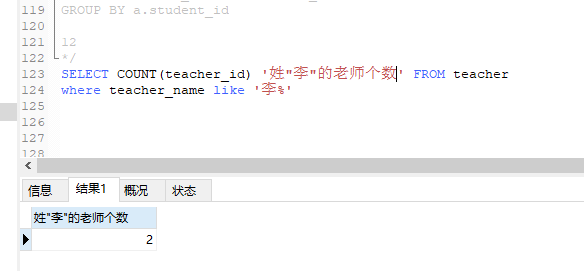 119 GROUP BY a.student_id
120
121 12
122 */
123 SELECT COUNT(teacher_id) '姓"李"的老师个数' FROM teacher
124 where teacher_name like '李%'
125
126
127
128
信息 结果1 概况 状态
姓"李"的老师个数
2